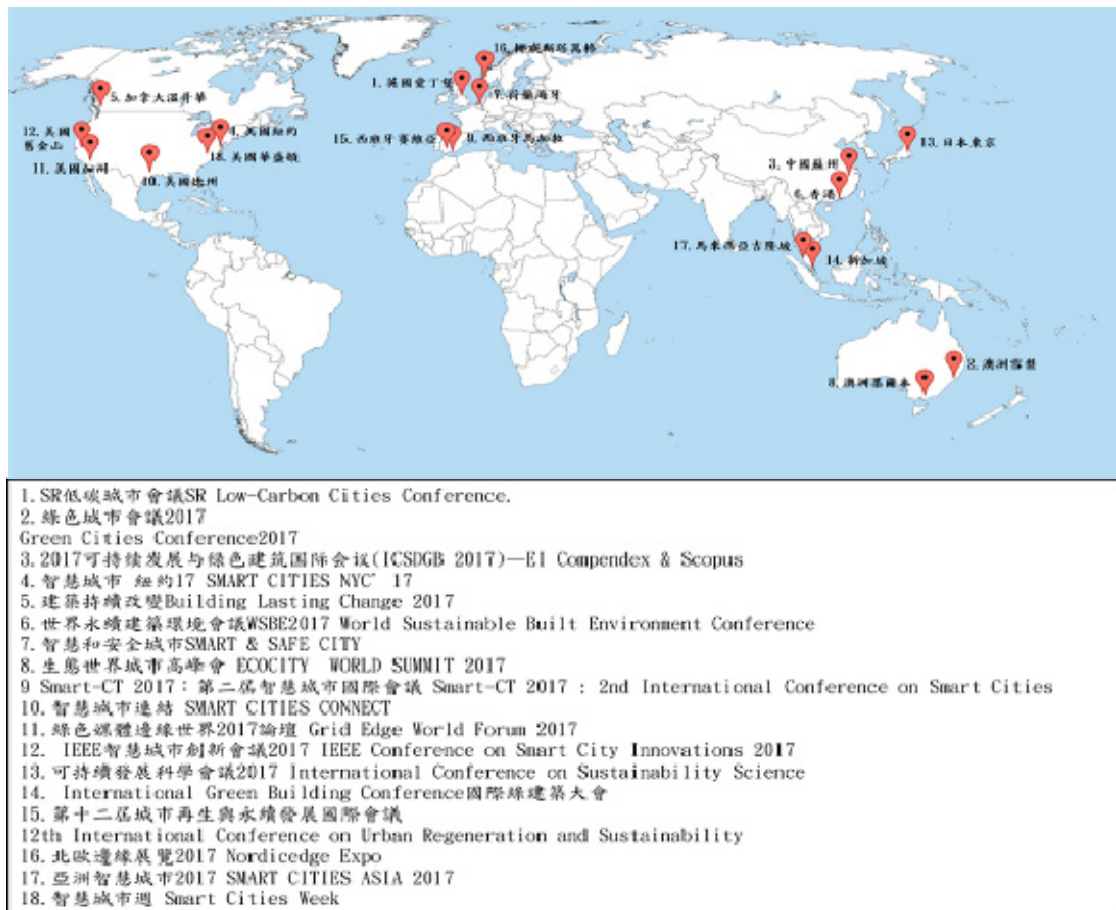 16. 挪威斯塔萬格
1. 英國愛丁堡
7. 荷蘭海牙
5. 加拿大溫哥華
12. 美國
舊金山
4. 美國紐約
15. 西班牙賽維亞
9. 西班牙馬拉加
18. 美國華盛頓
13. 日本東京
11. 美國加州
3. 中國蘇州
10. 美國德州
6. 香港
17. 馬來西亞吉隆坡
14. 新加坡
2. 澳洲雪梨
8. 澳洲墨爾本
1. SR低碳城市會議SR Low-Carbon Cities Conference.
2. 綠色城市會議2017
Green Cities Conference2017
3. 2017可持续发展与绿色建筑国际会议(ICSDGB 2017)—EI Compendex & Scopus
4. 智慧城市 紐約17 SMART CITIES NYC' 17
5. 建築持續改變Building Lasting Change 2017
6. 世界永續建築環境會議WSBE2017 World Sustainable Built Environment Conference
7. 智慧和安全城市SMART & SAFE CITY
8. 生態世界城市高峰會 ECOCITY WORLD SUMMIT 2017
9 Smart-CT 2017：第二屆智慧城市國際會議 Smart-CT 2017 : 2nd International Conference on Smart Cities
10. 智慧城市連結 SMART CITIES CONNECT
11. 綠色媒體邊緣世界2017論壇 Grid Edge World Forum 2017
12. IEEE智慧城市創新會議2017 IEEE Conference on Smart City Innovations 2017
13. 可持續發展科學會議2017 International Conference on Sustainability Science
14. International Green Building Conference國際綠建築大會
15. 第十二屆城市再生與永續發展國際會議
12th International Conference on Urban Regeneration and Sustainability
16. 北歐邊緣展覽2017 Nordicedge Expo
17. 亞洲智慧城市2017 SMART CITIES ASIA 2017
18. 智慧城市週 Smart Cities Week